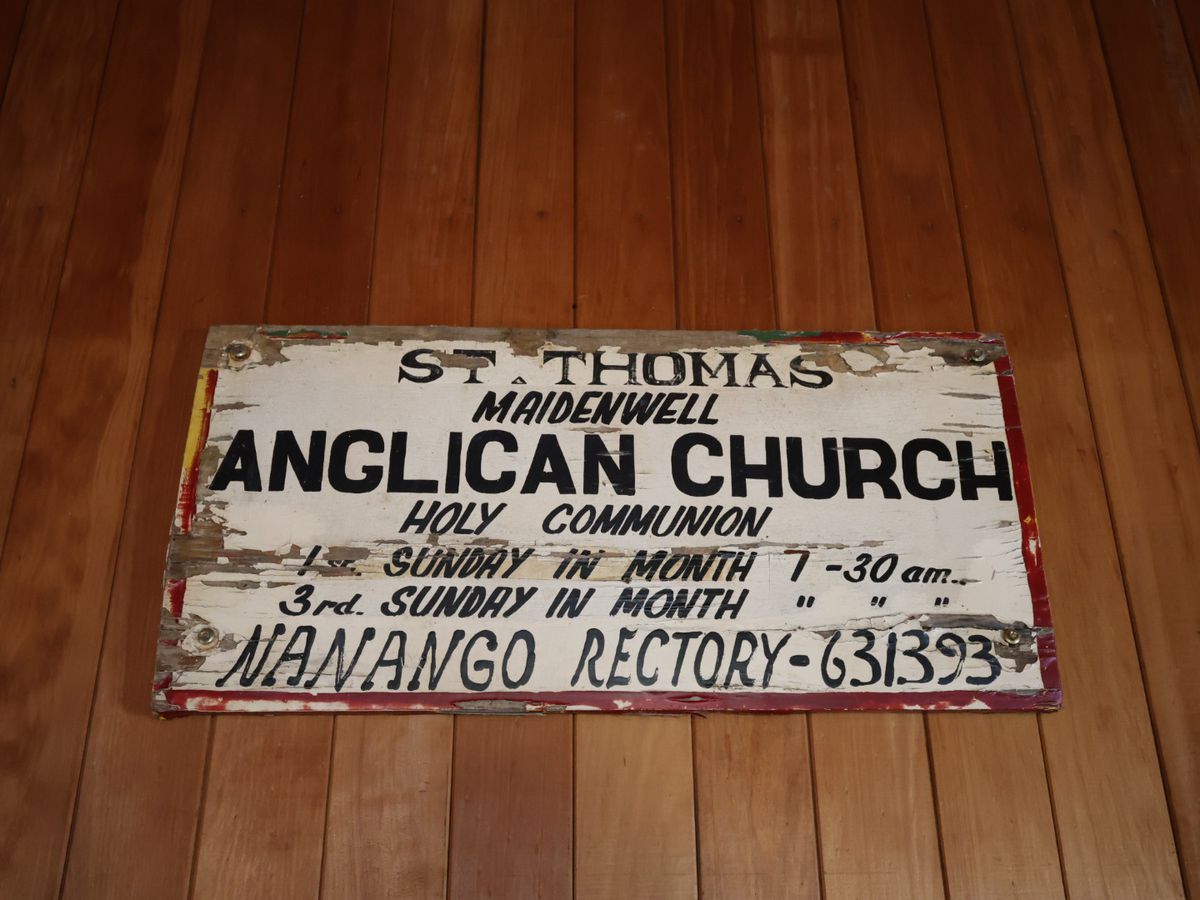 ST. THOMAS
MAIDENWELL
ANGLICAN CHURCH
HOLY COMMUNION
1st. SUNDAY IN MONTH 7-30 am.
3rd. SUNDAY IN MONTH " " "
NANANGO RECTORY-631393